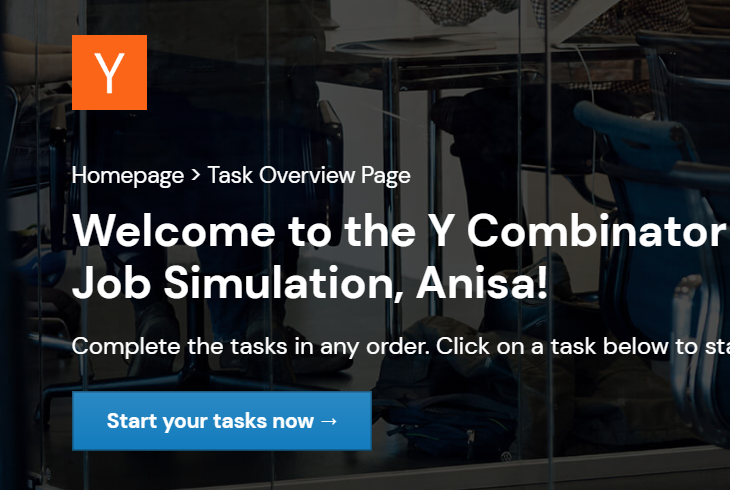 Y
Homepage > Task Overview Page
Welcome to the Y Combinator
Job Simulation, Anisa!
Complete the tasks in any order. Click on a task below to sta
Start your tasks now →